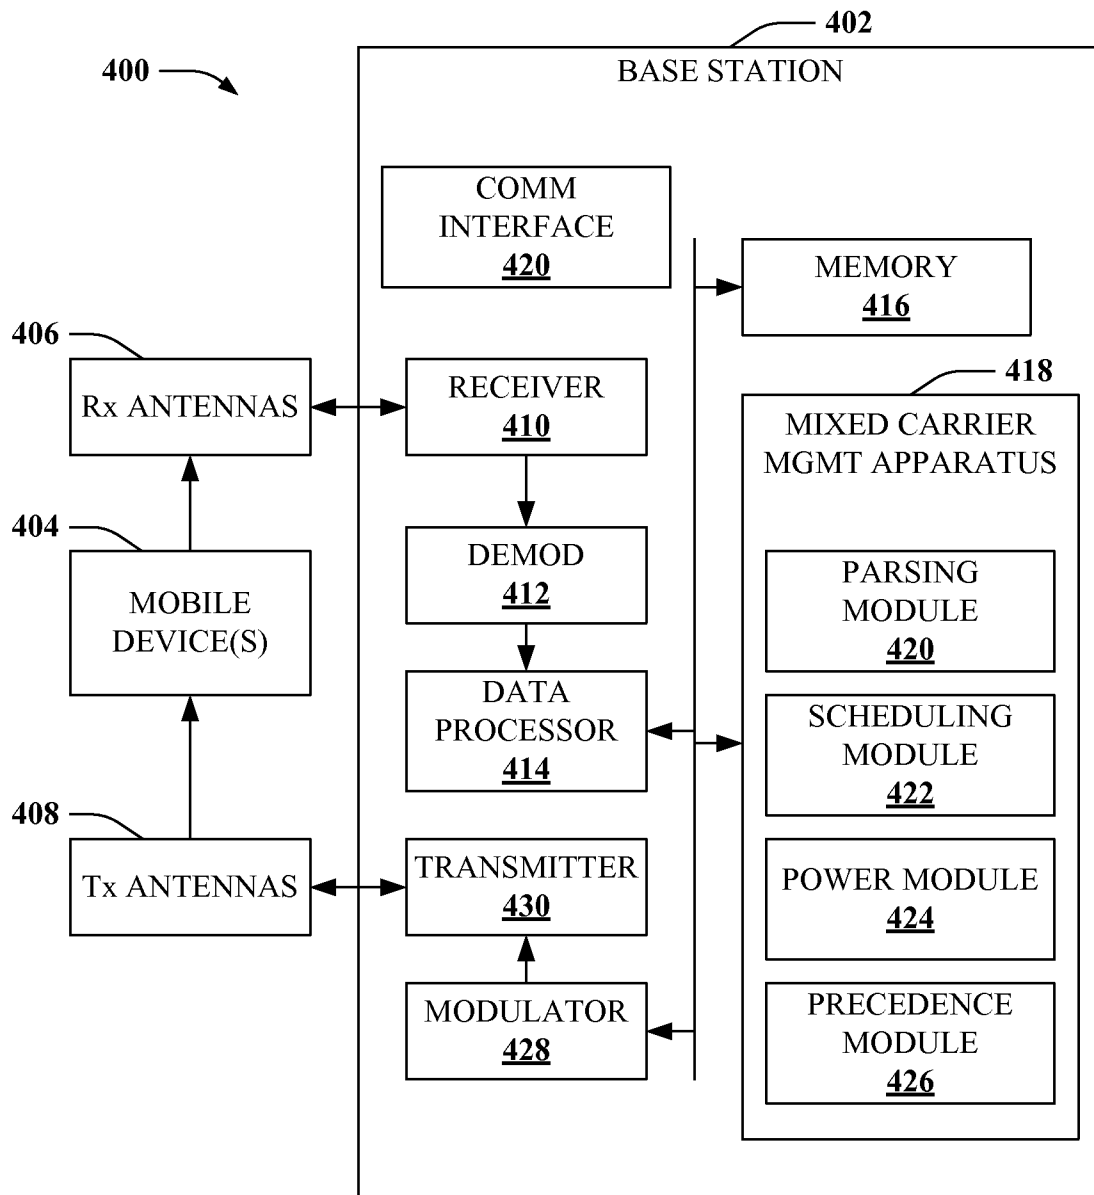 402
400
BASE STATION
COMM
INTERFACE
420
MEMORY
416
406
Rx ANTENNAS
RECEIVER
410
418
MIXED CARRIER
MGMT APPARATUS
404
MOBILE
DEVICE(S)
DEMOD
412
PARSING
MODULE
420
DATA
PROCESSOR
414
SCHEDULING
MODULE
422
408
Tx ANTENNAS
TRANSMITTER
430
POWER MODULE
424
MODULATOR
428
PRECEDENCE
MODULE
426